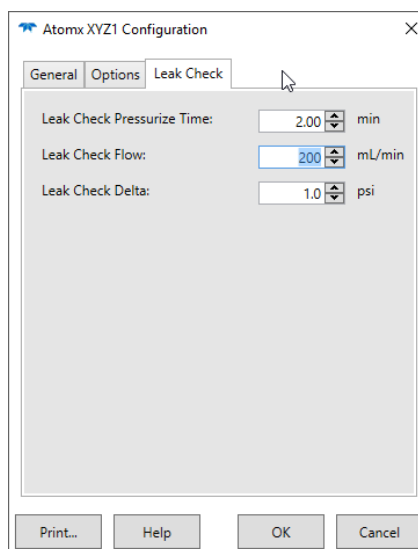 Atomx XYZ1 Configuration
General Options Leak Check
Leak Check Pressurize Time: 2.00 min
Leak Check Flow: 200 mL/min
Leak Check Delta: 1.0 psi
Print... Help OK Cancel